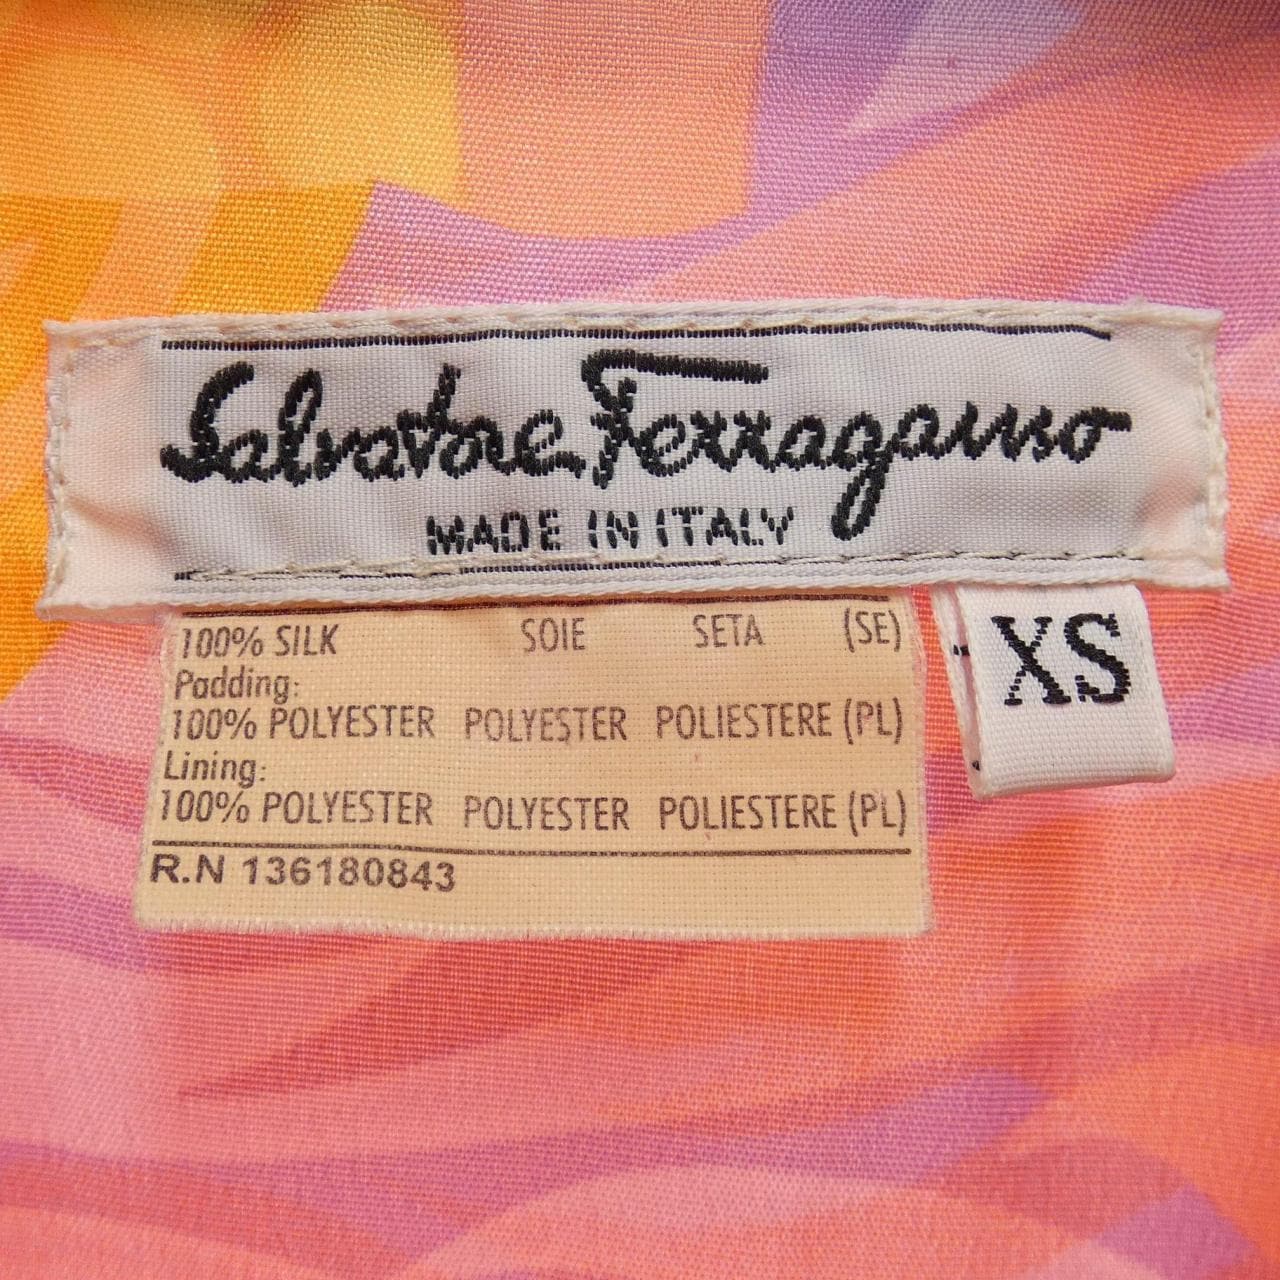 Salvatore Ferragamo
MADE IN ITALY
XS
100% SILK SOIE SETA (SE)
Padding:
100% POLYESTER POLYESTER POLIESTERE (PL)
Lining:
100% POLYESTER POLYESTER POLIESTERE (PL)
R.N 136180843